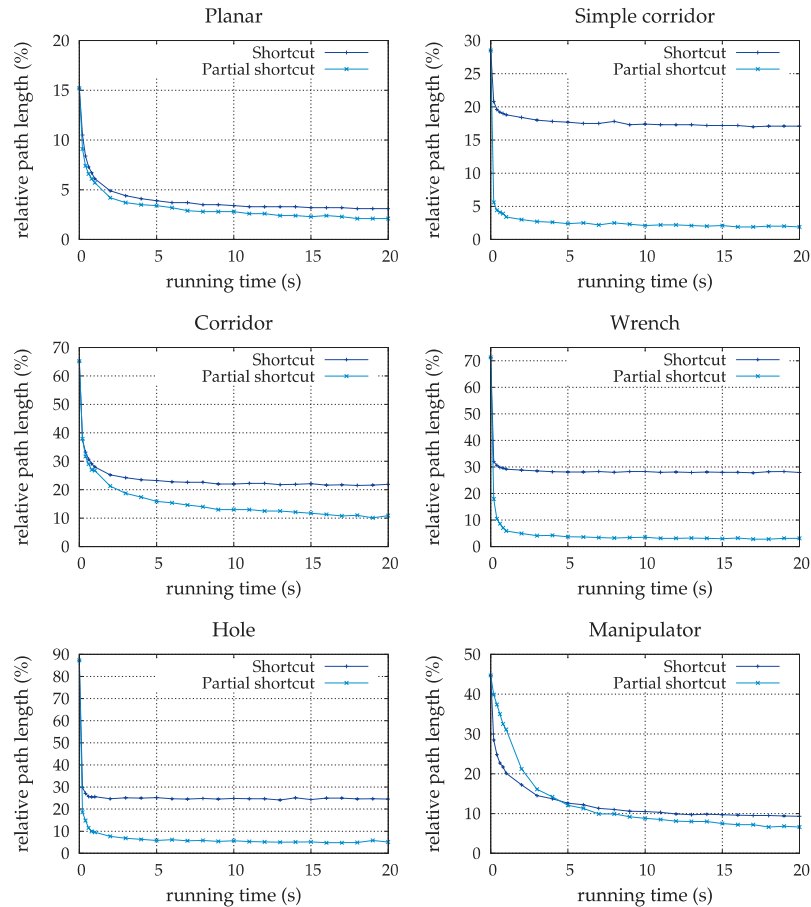 Planar
20
15
10
5
0
0
5
10
15
20
relative path length (%)
running time (s)
Shortcut
Partial shortcut
Simple corridor
30
25
20
15
10
5
0
0
5
10
15
20
relative path length (%)
running time (s)
Shortcut
Partial shortcut
Corridor
70
60
50
40
30
20
10
0
0
5
10
15
20
relative path length (%)
running time (s)
Shortcut
Partial shortcut
Wrench
70
60
50
40
30
20
10
0
0
5
10
15
20
relative path length (%)
running time (s)
Shortcut
Partial shortcut
Hole
90
80
70
60
50
40
30
20
10
0
0
5
10
15
20
relative path length (%)
running time (s)
Shortcut
Partial shortcut
Manipulator
50
40
30
20
10
0
0
5
10
15
20
relative path length (%)
running time (s)
Shortcut
Partial shortcut